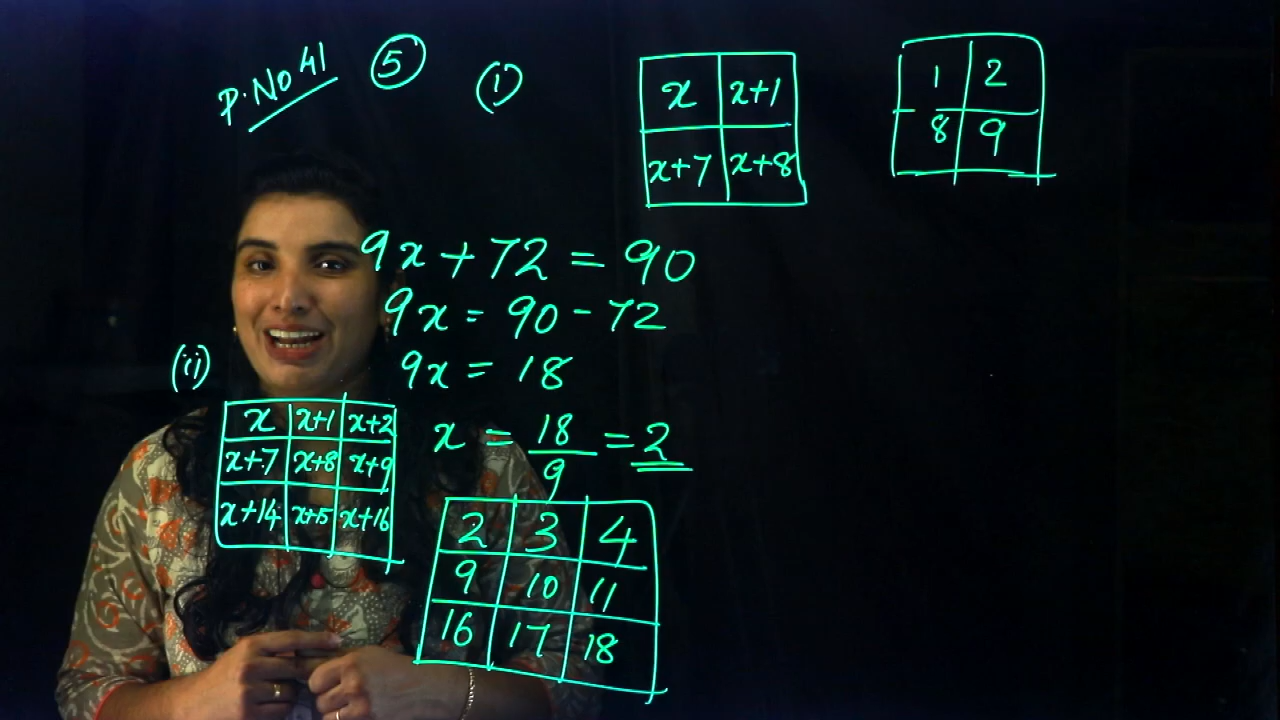 P.No 41 (5) (i)
x x+1
x+7 x+8
1 2
8 9
9x + 72 = 90
9x = 90 - 72
9x = 18
x = 18/9 = 2
(ii)
x x+1 x+2
x+7 x+8 x+9
x+14 x+15 x+16
2 3 4
9 10 11
16 17 18